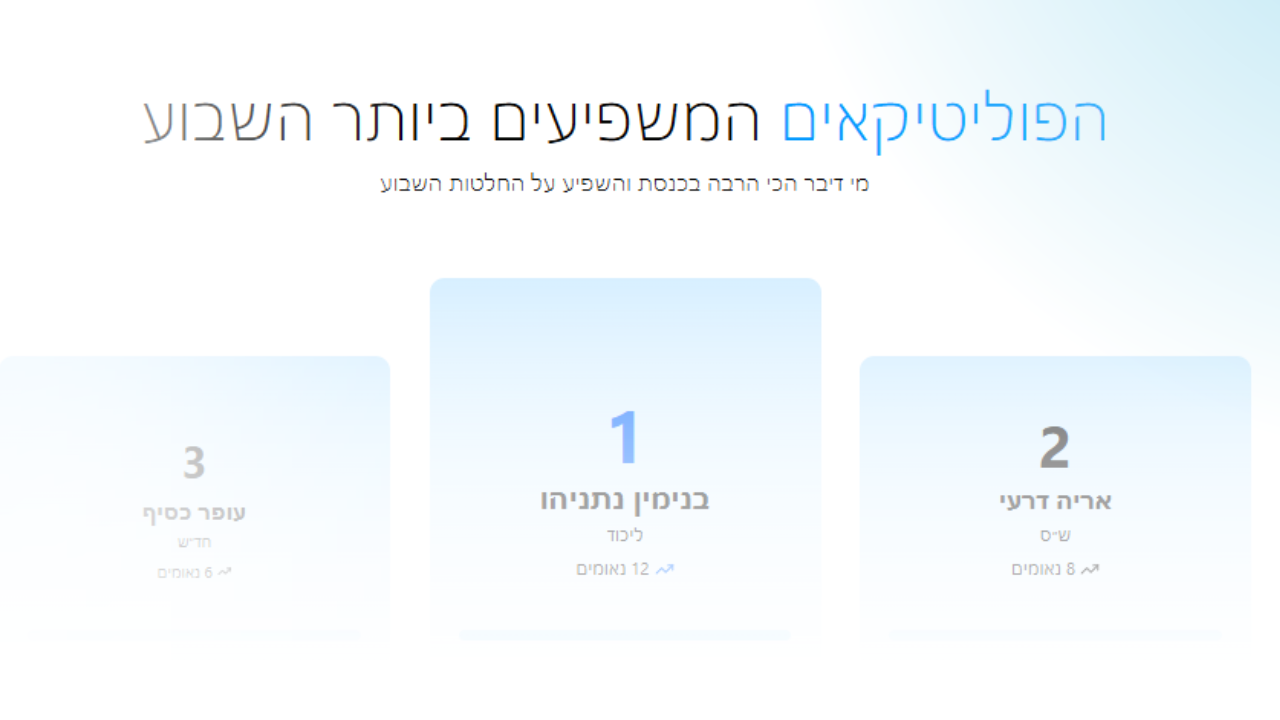 הפוליטיקאים המשפיעים ביותר השבוע
מי דיבר הכי הרבה בכנסת והשפיע על החלטות השבוע
2
אריה דרעי
ש״ס
8 נאומים
1
בנימין נתניהו
ליכוד
12 נאומים
3
עופר כסיף
חד״ש
6 נאומים